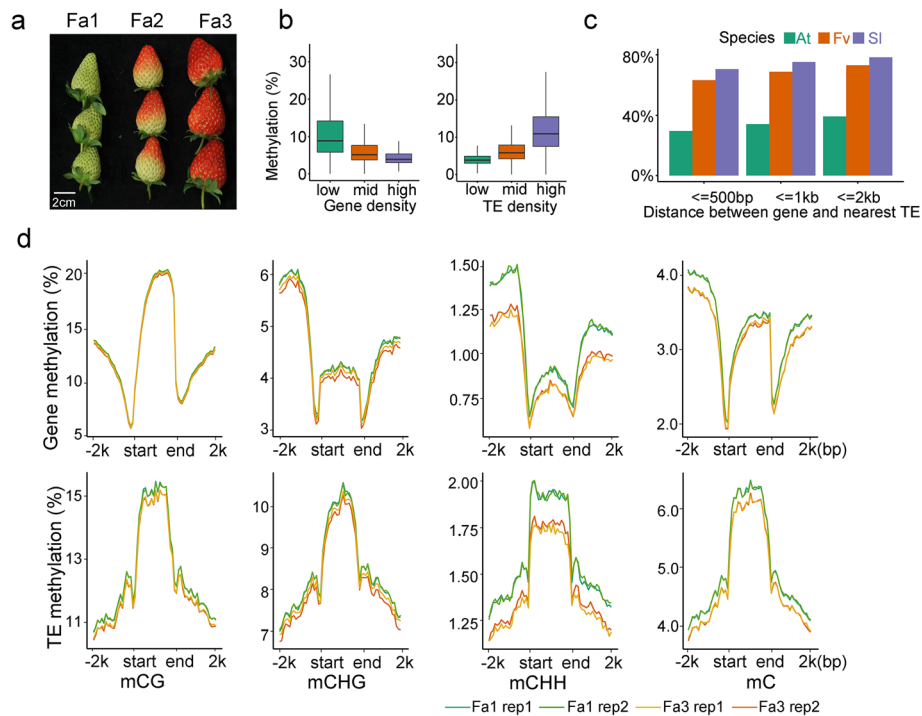 a
Fa1 Fa2 Fa3
2cm
b
Methylation (%)
30
20
10
0
low mid high
Gene density
30
20
10
0
low mid high
TE density
c
Species At Fv Sl
80%
40%
0%
<=500bp <=1kb <=2kb
Distance between gene and nearest TE
d
Gene methylation (%)
20
15
10
5
-2k start end 2k
6
5
4
3
-2k start end 2k
1.50
1.25
1.00
0.75
-2k start end 2k
4.0
3.0
2.0
-2k start end 2k(bp)
TE methylation (%)
15
13
11
-2k start end 2k
mCG
10
9
8
7
-2k start end 2k
mCHG
2.00
1.75
1.50
1.25
-2k start end 2k
mCHH
6.0
5.0
4.0
-2k start end 2k(bp)
mC
Fa1 rep1 Fa1 rep2 Fa3 rep1 Fa3 rep2